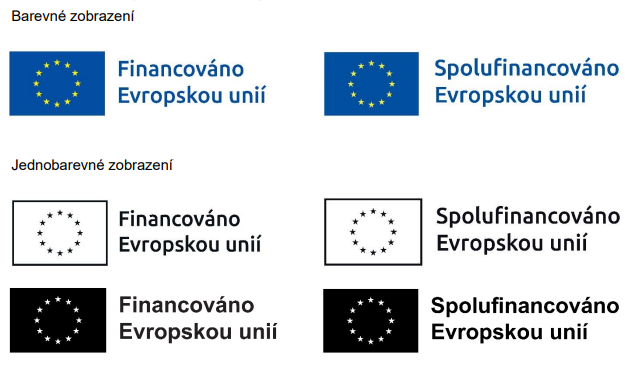 Barevné zobrazení
Financováno
Evropskou unií
Spolufinancováno
Evropskou unií
Jednobarevné zobrazení
Financováno
Evropskou unií
Spolufinancováno
Evropskou unií
Financováno
Evropskou unií
Spolufinancováno
Evropskou unií